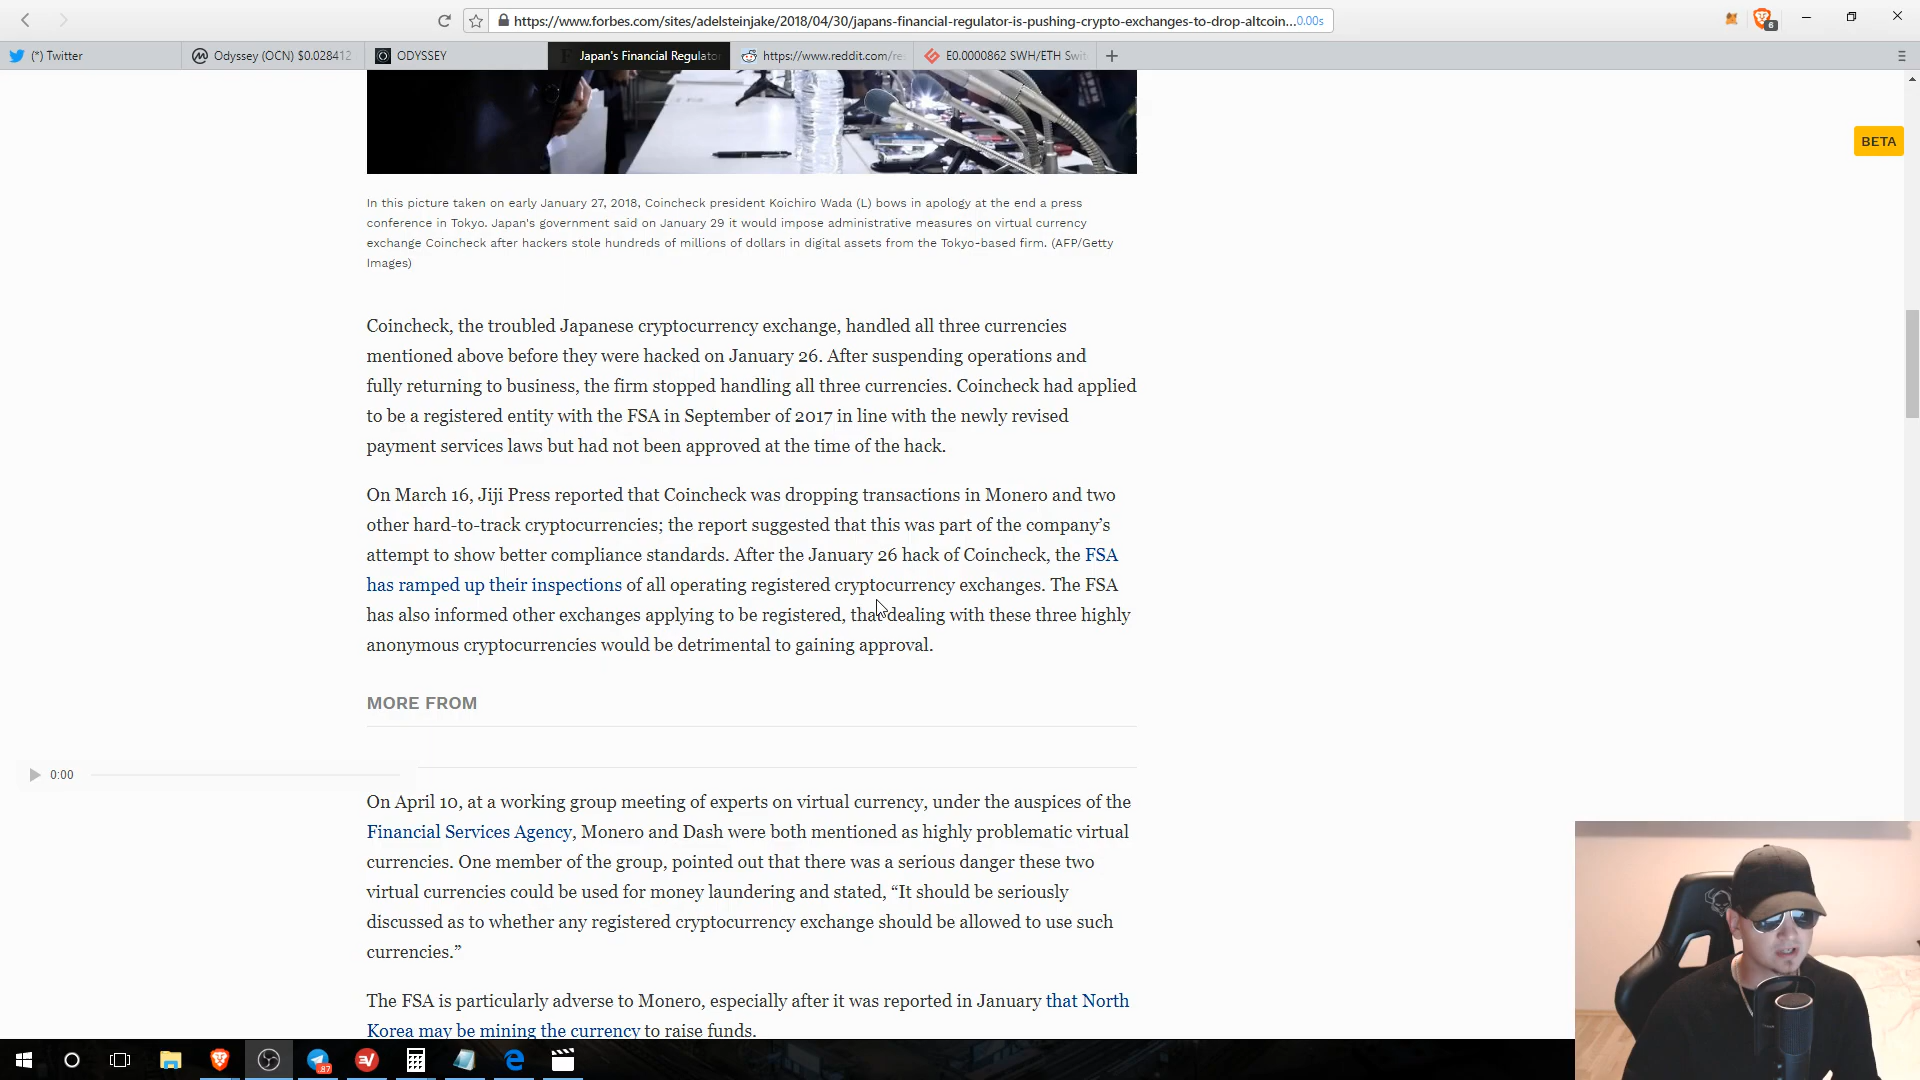 https://www.forbes.com/sites/adelsteinjake/2018/04/30/japans-financial-regulator-is-pushing-crypto-exchanges-to-drop-altcoin... 0.00s
6
(*) Twitter
Odyssey (OCN) $0.028412
ODYSSEY
Japan's Financial Regulator
https://www.reddit.com/re
E0.0000862 SWH/ETH Swit
BETA
In this picture taken on early January 27, 2018, Coincheck president Koichiro Wada (L) bows in apology at the end a press
conference in Tokyo. Japan's government said on January 29 it would impose administrative measures on virtual currency
exchange Coincheck after hackers stole hundreds of millions of dollars in digital assets from the Tokyo-based firm. (AFP/Getty
Images)
Coincheck, the troubled Japanese cryptocurrency exchange, handled all three currencies
mentioned above before they were hacked on January 26. After suspending operations and
fully returning to business, the firm stopped handling all three currencies. Coincheck had applied
to be a registered entity with the FSA in September of 2017 in line with the newly revised
payment services laws but had not been approved at the time of the hack.
On March 16, Jiji Press reported that Coincheck was dropping transactions in Monero and two
other hard-to-track cryptocurrencies; the report suggested that this was part of the company's
attempt to show better compliance standards. After the January 26 hack of Coincheck, the FSA
has ramped up their inspections of all operating registered cryptocurrency exchanges. The FSA
has also informed other exchanges applying to be registered, that dealing with these three highly
anonymous cryptocurrencies would be detrimental to gaining approval.
MORE FROM
0:00
On April 10, at a working group meeting of experts on virtual currency, under the auspices of the
Financial Services Agency, Monero and Dash were both mentioned as highly problematic virtual
currencies. One member of the group, pointed out that there was a serious danger these two
virtual currencies could be used for money laundering and stated, “It should be seriously
discussed as to whether any registered cryptocurrency exchange should be allowed to use such
currencies.”
The FSA is particularly adverse to Monero, especially after it was reported in January that North
Korea may be mining the currency to raise funds.
87